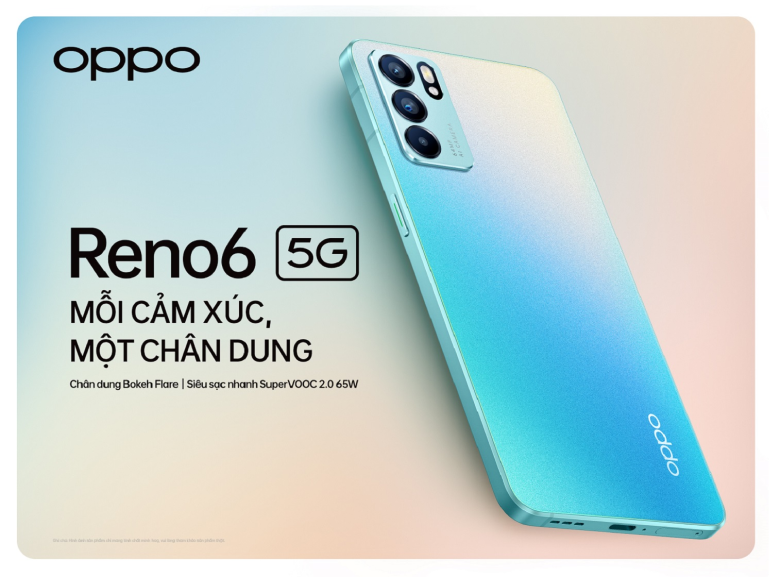 oppo
Reno6 5G
MỖI CẢM XÚC,
MỘT CHÂN DUNG
Chân dung Bokeh Flare | Siêu sạc nhanh SuperVOOC 2.0 65W
oppo